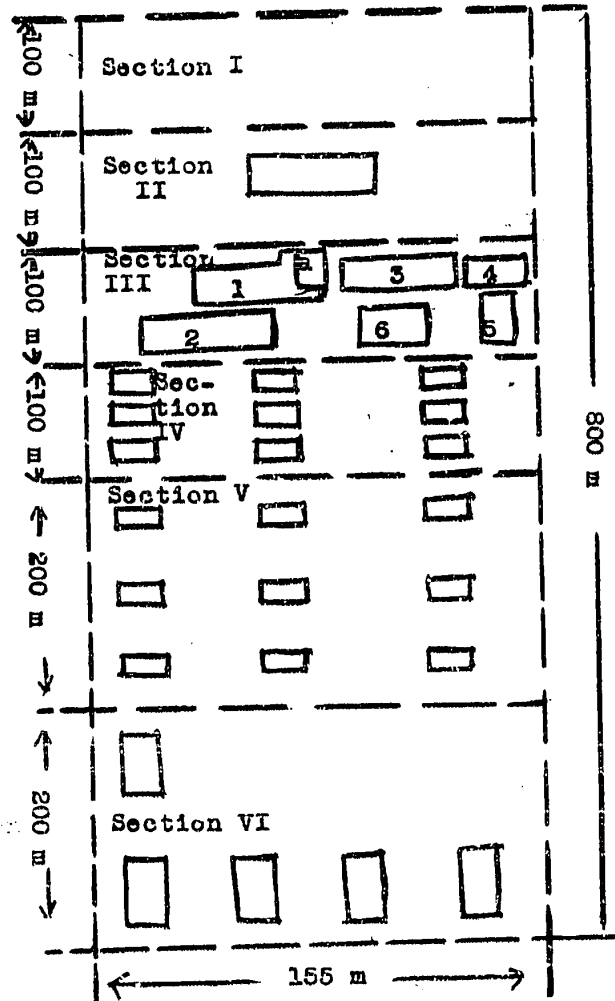 Section I
100 m
Section
II
100 m
Section
III
100 m
1
3
4
2
6
5
Sec-
tion
IV
100 m
Section V
200 m
800 m
Section VI
200 m
155 m